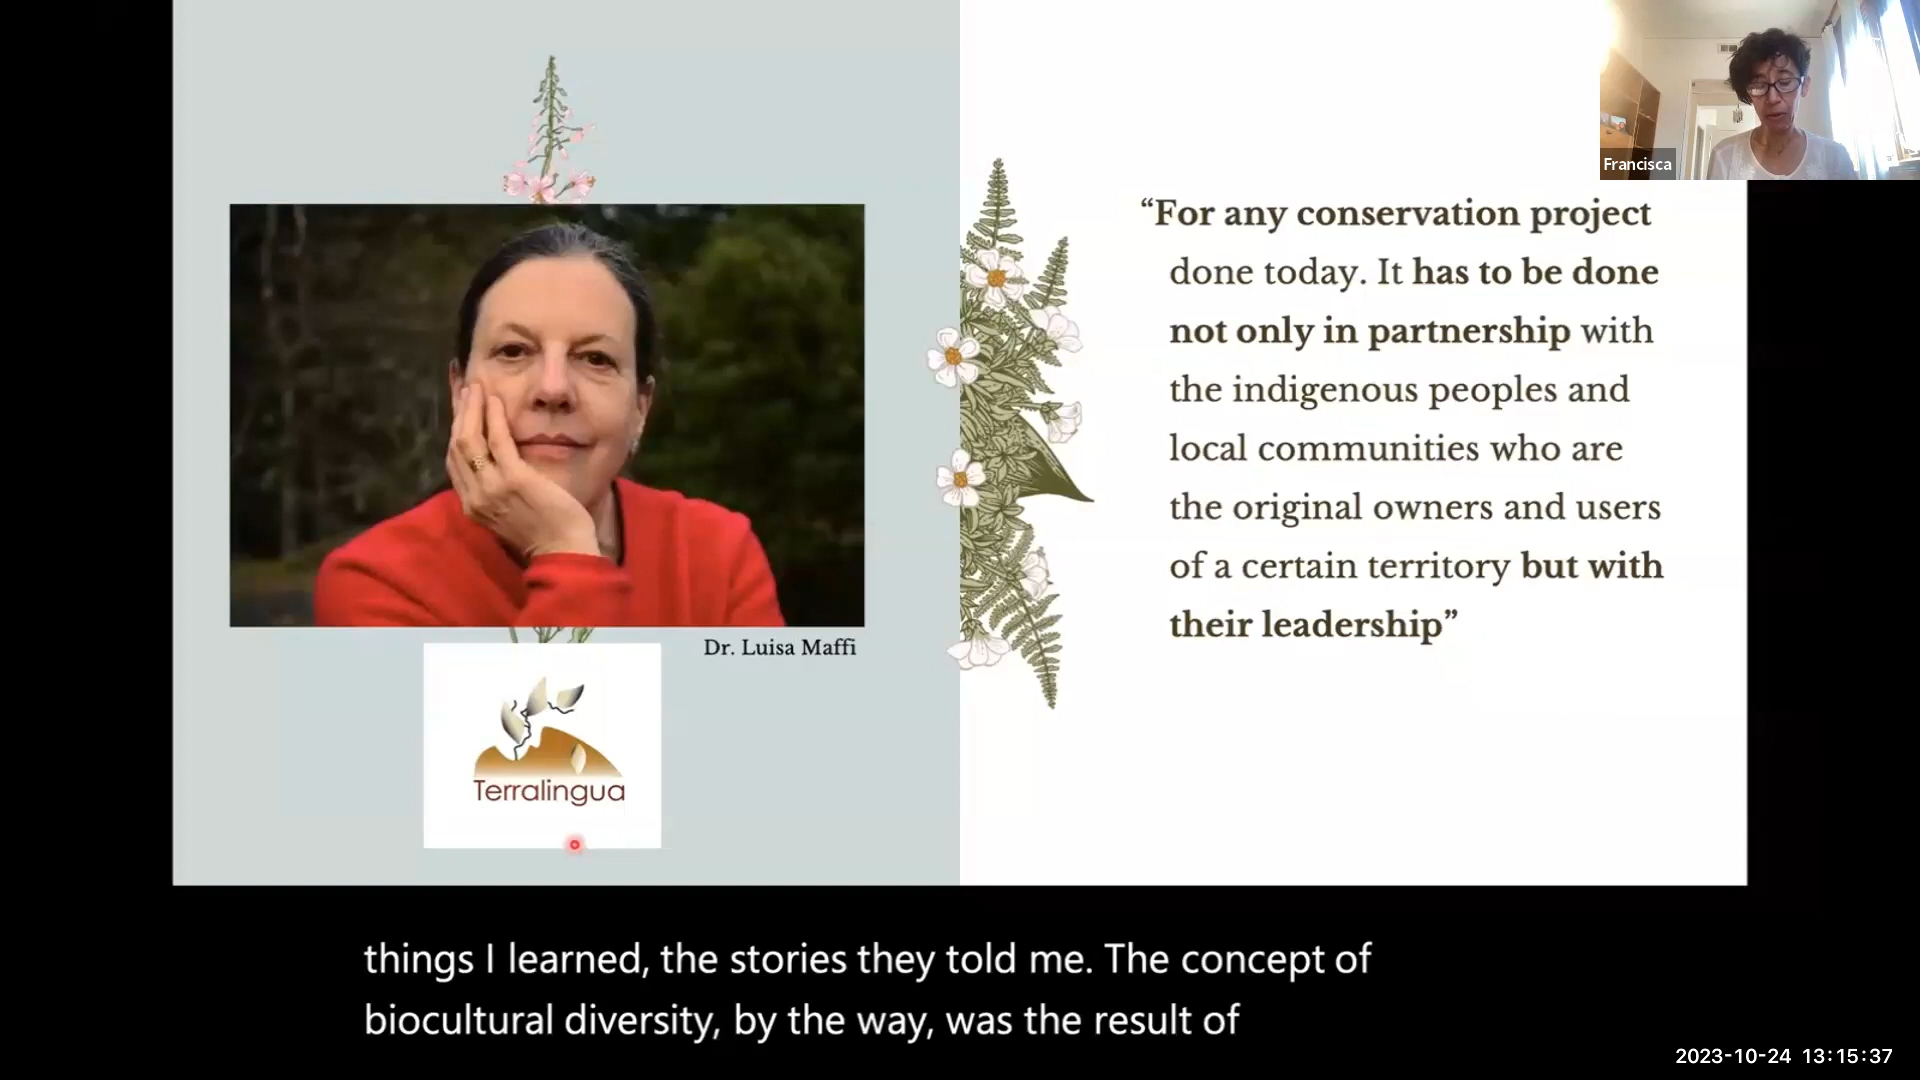 Francisca
“For any conservation project
done today. It has to be done
not only in partnership with
the indigenous peoples and
local communities who are
the original owners and users
of a certain territory but with
their leadership”
Dr. Luisa Maffi
Terralingua
things I learned, the stories they told me. The concept of
biocultural diversity, by the way, was the result of
2023-10-24 13:15:37